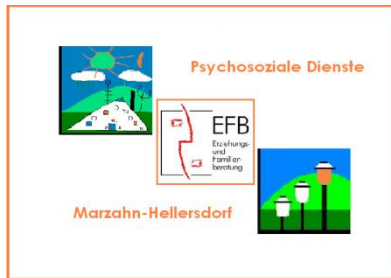 Psychosoziale Dienste
EFB
Erziehungs-
und
Familien
beratung
Marzahn-Hellersdorf